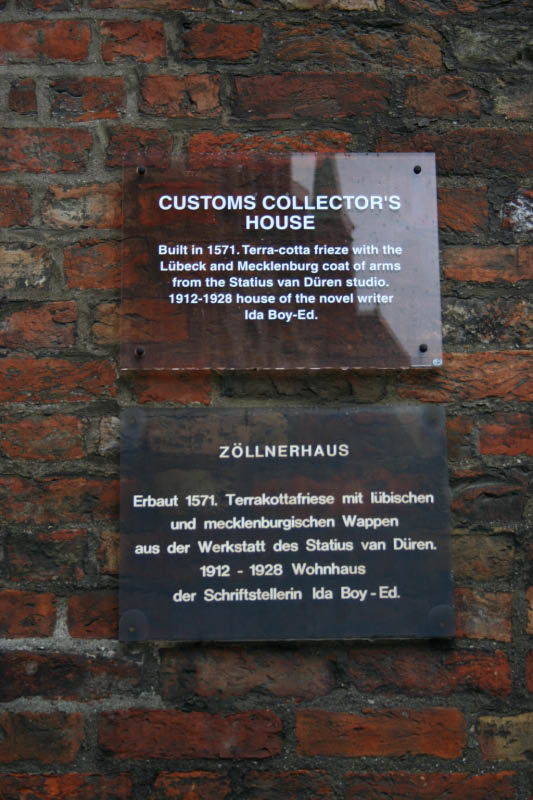 CUSTOMS COLLECTOR'S
HOUSE
Built in 1571. Terra-cotta frieze with the
Lübeck and Mecklenburg coat of arms
from the Statius van Düren studio.
1912-1928 house of the novel writer
Ida Boy-Ed.
ZÖLLNERHAUS
Erbaut 1571. Terrakottafriese mit lübischen
und mecklenburgischen Wappen
aus der Werkstatt des Statius van Düren.
1912 - 1928 Wohnhaus
der Schriftstellerin Ida Boy - Ed.